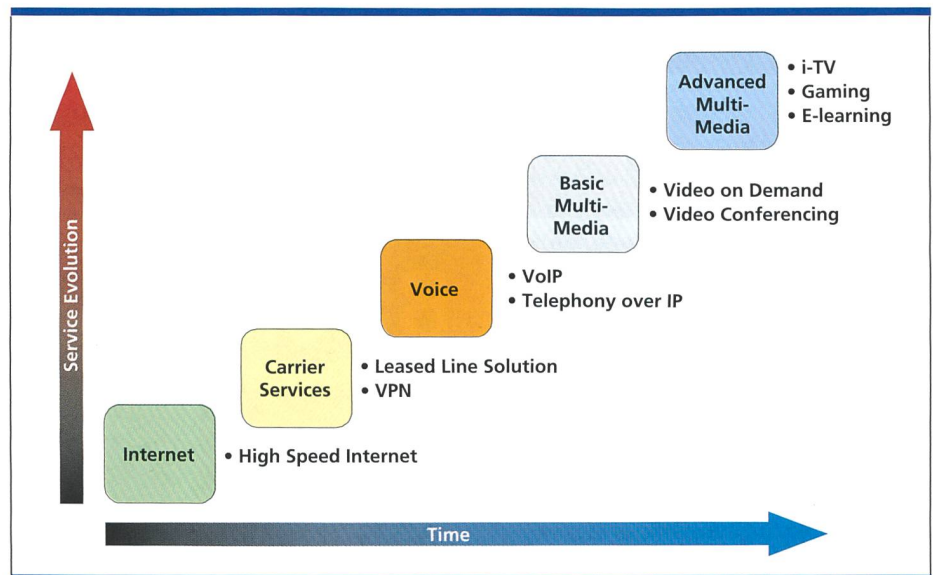 Advanced
Multi-
Media
• i-TV
• Gaming
• E-learning
Basic
Multi-
Media
• Video on Demand
• Video Conferencing
Voice
• VoIP
• Telephony over IP
Carrier
Services
• Leased Line Solution
• VPN
Internet
• High Speed Internet
Service Evolution
Time